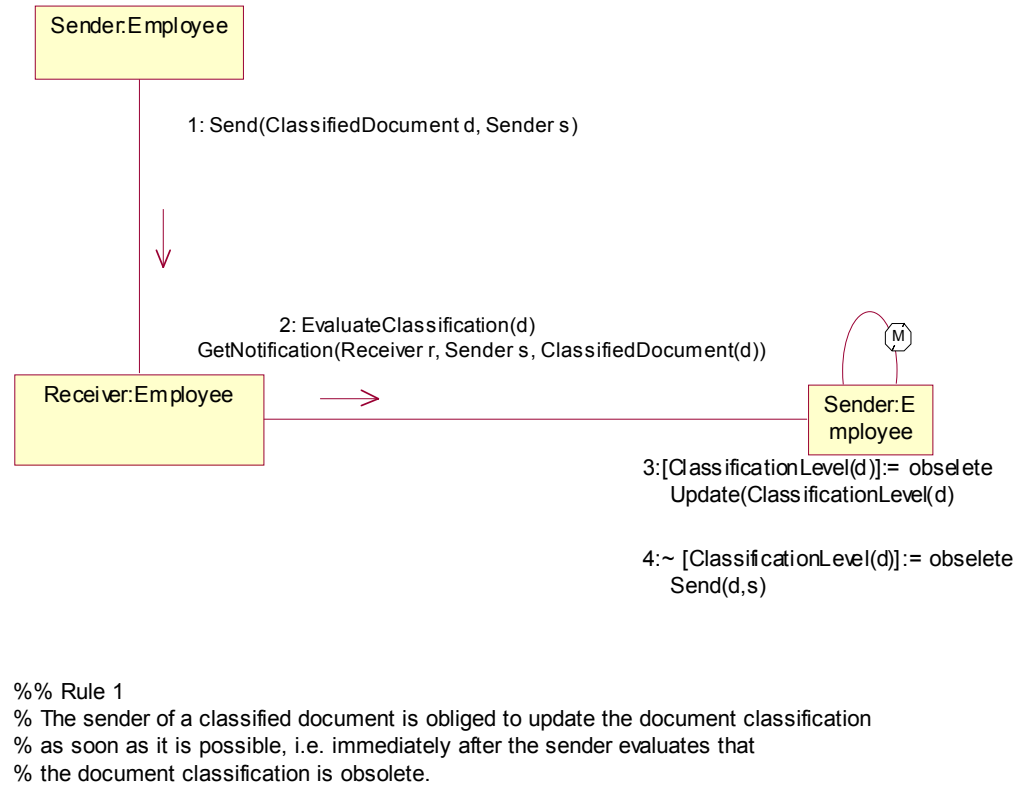 Sender:Employee
1: Send(ClassifiedDocument d, Sender s)
2: EvaluateClassification(d)
GetNotification(Receiver r, Sender s, ClassifiedDocument(d))
M
Receiver:Employee
Sender:E
mployee
3:[ClassificationLevel(d)]:= obselete
Update(ClassificationLevel(d)
4:~ [ClassificationLevel(d)]:= obselete
Send(d,s)
%% Rule 1
% The sender of a classified document is obliged to update the document classification
% as soon as it is possible, i.e. immediately after the sender evaluates that
% the document classification is obsolete.